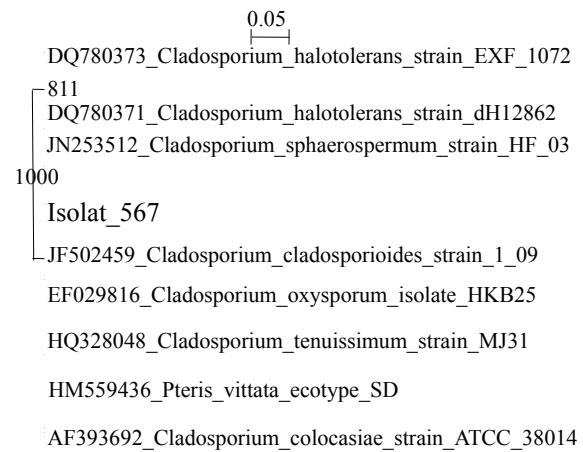 0.05
DQ780373_Cladosporium_halotolerans_strain_EXF_1072
811
DQ780371_Cladosporium_halotolerans_strain_dH12862
JN253512_Cladosporium_sphaerospermum_strain_HF_03
1000
Isolat_567
JF502459_Cladosporium_cladosporioides_strain_1_09
EF029816_Cladosporium_oxysporum_isolate_HKB25
HQ328048_Cladosporium_tenuissimum_strain_MJ31
HM559436_Pteris_vittata_ecotype_SD
AF393692_Cladosporium_colocasiae_strain_ATCC_38014